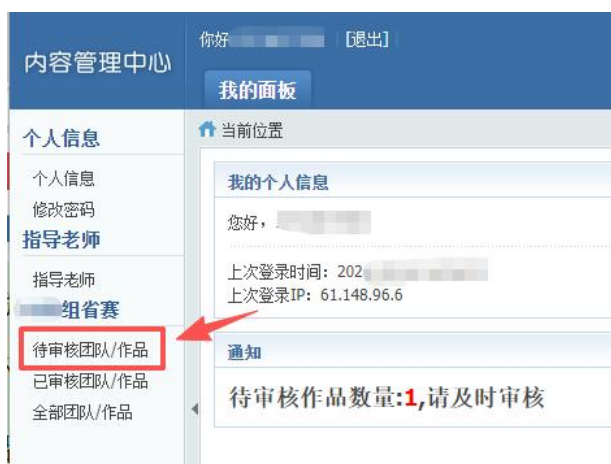 内容管理中心
你好 [退出]
我的面板
当前位置
个人信息
个人信息
修改密码
指导老师
指导老师
组省赛
待审核团队/作品
已审核团队/作品
全部团队/作品
我的个人信息
您好,
上次登录时间: 202
上次登录IP: 61.148.96.6
通知
待审核作品数量:1,请及时审核